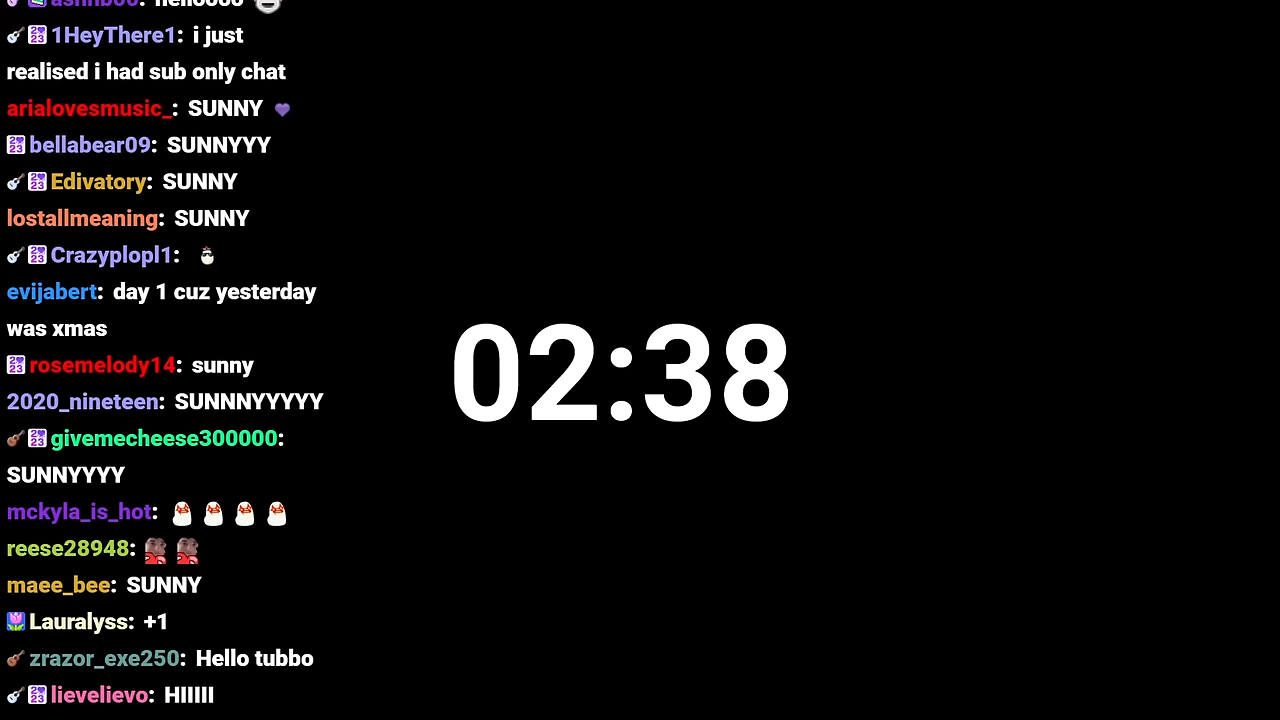 ashnboo: helloooo
1HeyThere1: i just
realised i had sub only chat
arialovesmusic_: SUNNY
bellabear09: SUNNYYY
Edivatory: SUNNY
lostallmeaning: SUNNY
Crazyplopl1:
evijabert: day 1 cuz yesterday
was xmas
rosemelody14: sunny
2020_nineteen: SUNNNYYYYY
givemecheese300000:
SUNNYYYY
mckyla_is_hot:
reese28948:
maee_bee: SUNNY
Lauralyss: +1
zrazor_exe250: Hello tubbo
lievelievo: HIIIII
02:38